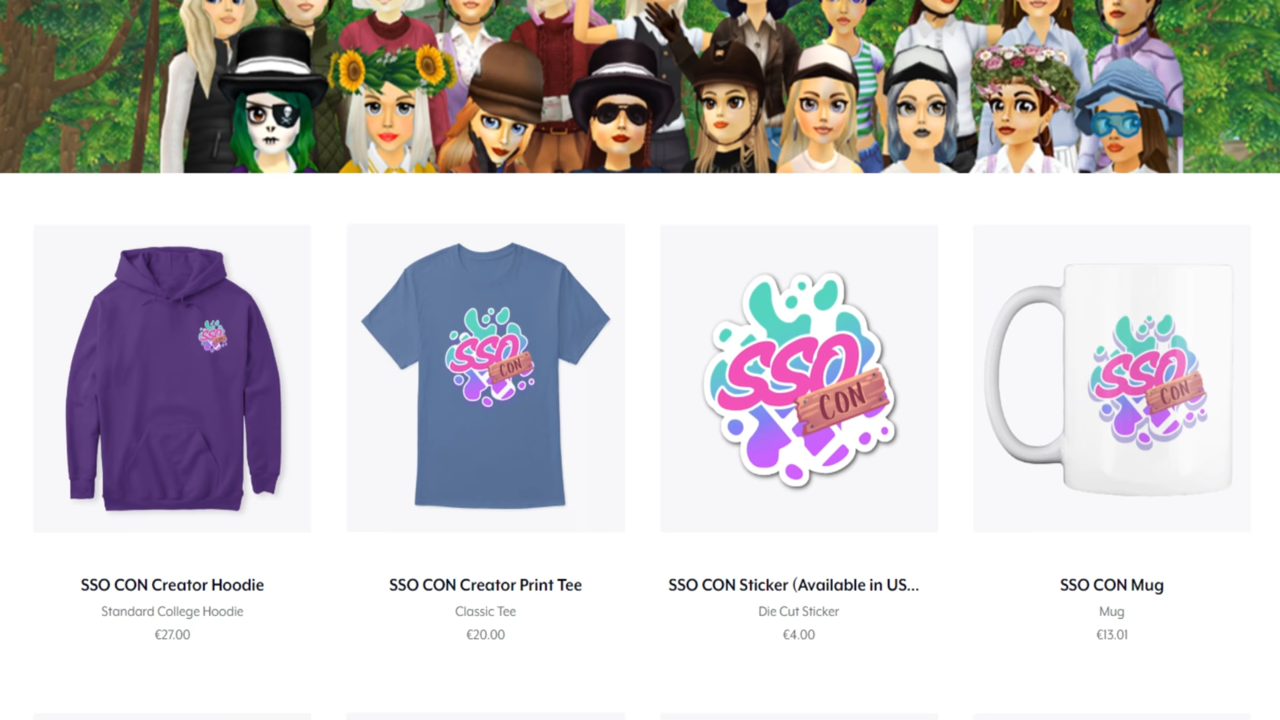 SSO
CON
SSO
CON
SSO
CON
SSO
CON
SSO CON Creator Hoodie
Standard College Hoodie
€27.00
SSO CON Creator Print Tee
Classic Tee
€20.00
SSO CON Sticker (Available in US...
Die Cut Sticker
€4.00
SSO CON Mug
Mug
€13.01